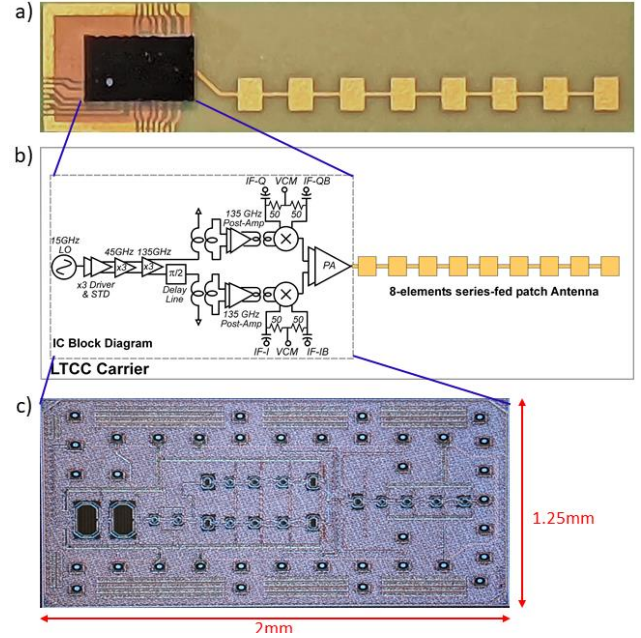 a)
b)
IF-Q VCM IF-QB
50 50
135 GHz
Post-Amp
15GHz
LO
45GHz 135GHz
x3 x3
π/2
x3 Driver
& STD
Delay
Line
PA
135 GHz
Post-Amp
50 50
IF-I VCM IF-IB
8-elements series-fed patch Antenna
IC Block Diagram
LTCC Carrier
c)
1.25mm
2mm